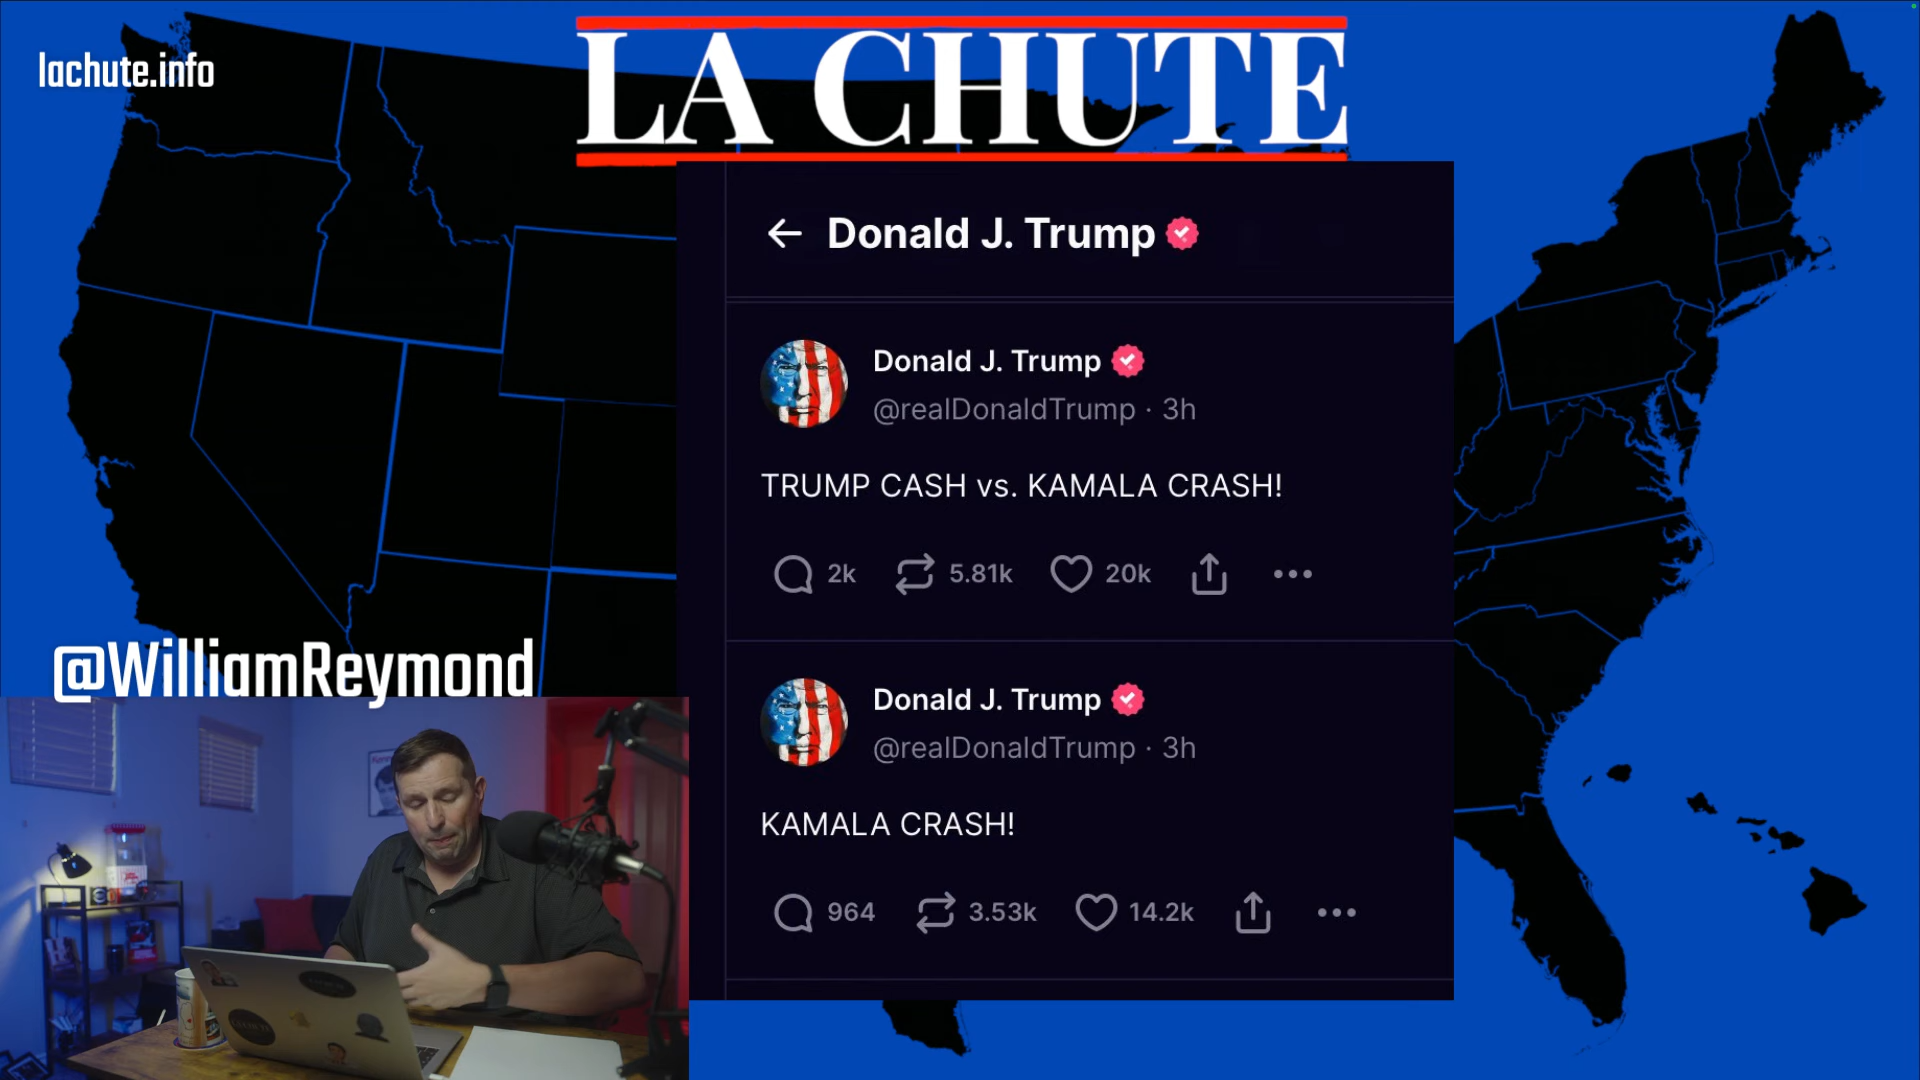 lachute.info
LA CHUTE
Donald J. Trump
Donald J. Trump
@realDonaldTrump · 3h
TRUMP CASH vs. KAMALA CRASH!
2k 5.81k 20k
Donald J. Trump
@realDonaldTrump · 3h
KAMALA CRASH!
964 3.53k 14.2k
@WilliamReymond